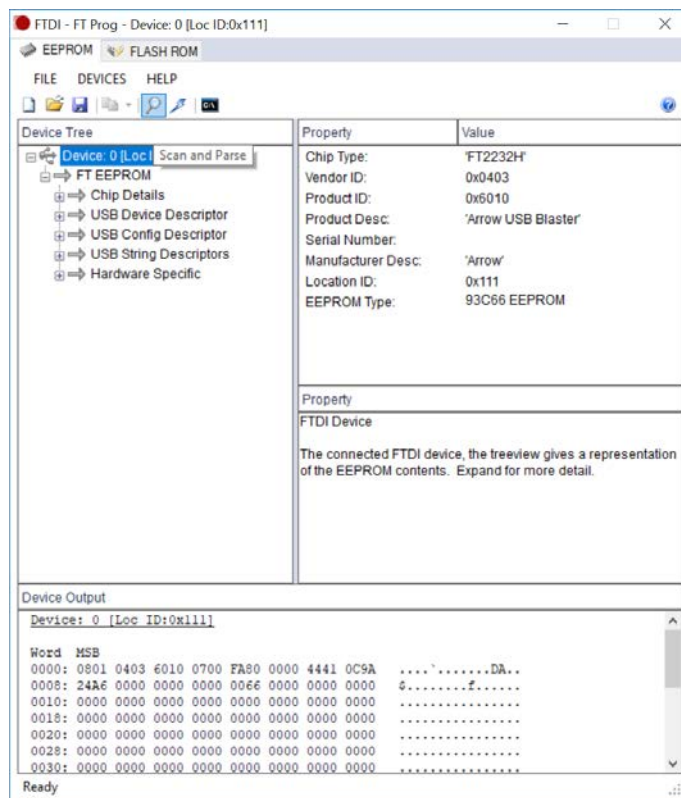 FTDI - FT Prog - Device: 0 [Loc ID:0x111]
EEPROM FLASH ROM
FILE DEVICES HELP
Device Tree
Device: 0 [Loc I
Scan and Parse
FT EEPROM
Chip Details
USB Device Descriptor
USB Config Descriptor
USB String Descriptors
Hardware Specific
Property Value
Chip Type: 'FT2232H'
Vendor ID: 0x0403
Product ID: 0x6010
Product Desc: 'Arrow USB Blaster'
Serial Number:
Manufacturer Desc: 'Arrow'
Location ID: 0x111
EEPROM Type: 93C66 EEPROM
Property
FTDI Device
The connected FTDI device, the treeview gives a representation
of the EEPROM contents. Expand for more detail.
Device Output
Device: 0 [Loc ID:0x111]
Word MSB
0000: 0801 0403 6010 0700 FA80 0000 4441 0C9A ....`.......DA..
0008: 24A6 0000 0000 0000 0066 0000 0000 0000 $........f......
0010: 0000 0000 0000 0000 0000 0000 0000 0000 ................
0018: 0000 0000 0000 0000 0000 0000 0000 0000 ................
0020: 0000 0000 0000 0000 0000 0000 0000 0000 ................
0028: 0000 0000 0000 0000 0000 0000 0000 0000 ................
0030: 0000 0000 0000 0000 0000 0000 0000 0000 ................
Ready